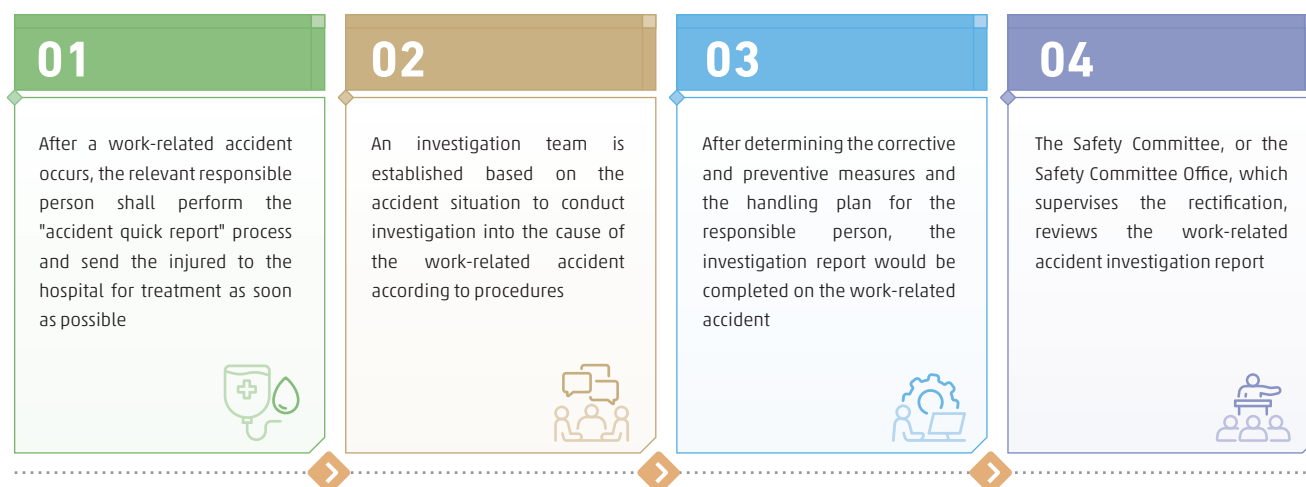 01
After a work-related accident
occurs, the relevant responsible
person shall perform the
"accident quick report" process
and send the injured to the
hospital for treatment as soon
as possible
02
An investigation team is
established based on the
accident situation to conduct
investigation into the cause of
the work-related accident
according to procedures
03
After determining the corrective
and preventive measures and
the handling plan for the
responsible person, the
investigation report would be
completed on the work-related
accident
04
The Safety Committee, or the
Safety Committee Office, which
supervises the rectification,
reviews the work-related
accident investigation report